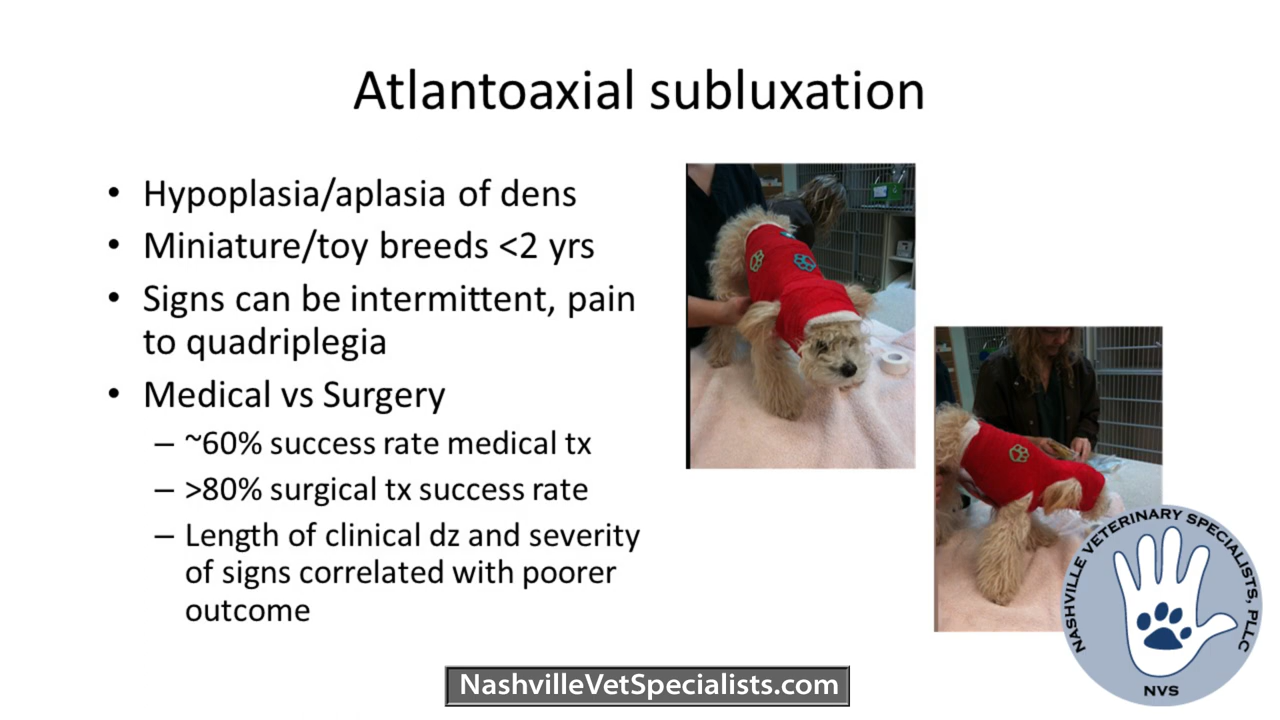 Atlantoaxial subluxation
• Hypoplasia/aplasia of dens
• Miniature/toy breeds <2 yrs
• Signs can be intermittent, pain
to quadriplegia
• Medical vs Surgery
– ~60% success rate medical tx
– >80% surgical tx success rate
– Length of clinical dz and severity
of signs correlated with poorer
outcome
NASHVILLE VETERINARY SPECIALISTS, PLLC
NVS
NashvilleVetSpecialists.com